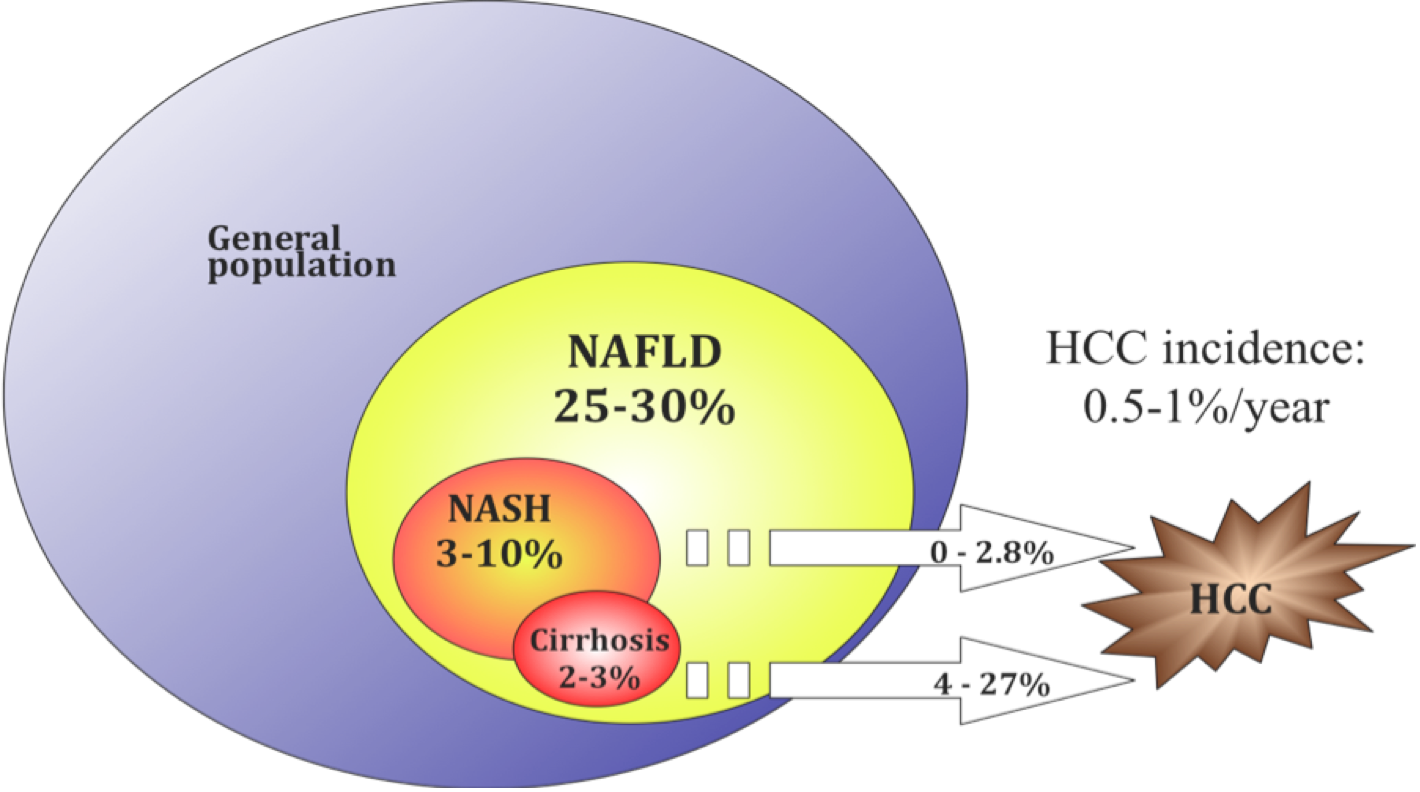 General
population
NAFLD
25-30%
NASH
3-10%
Cirrhosis
2-3%
HCC incidence:
0.5-1%/year
0 - 2.8%
4 - 27%
HCC